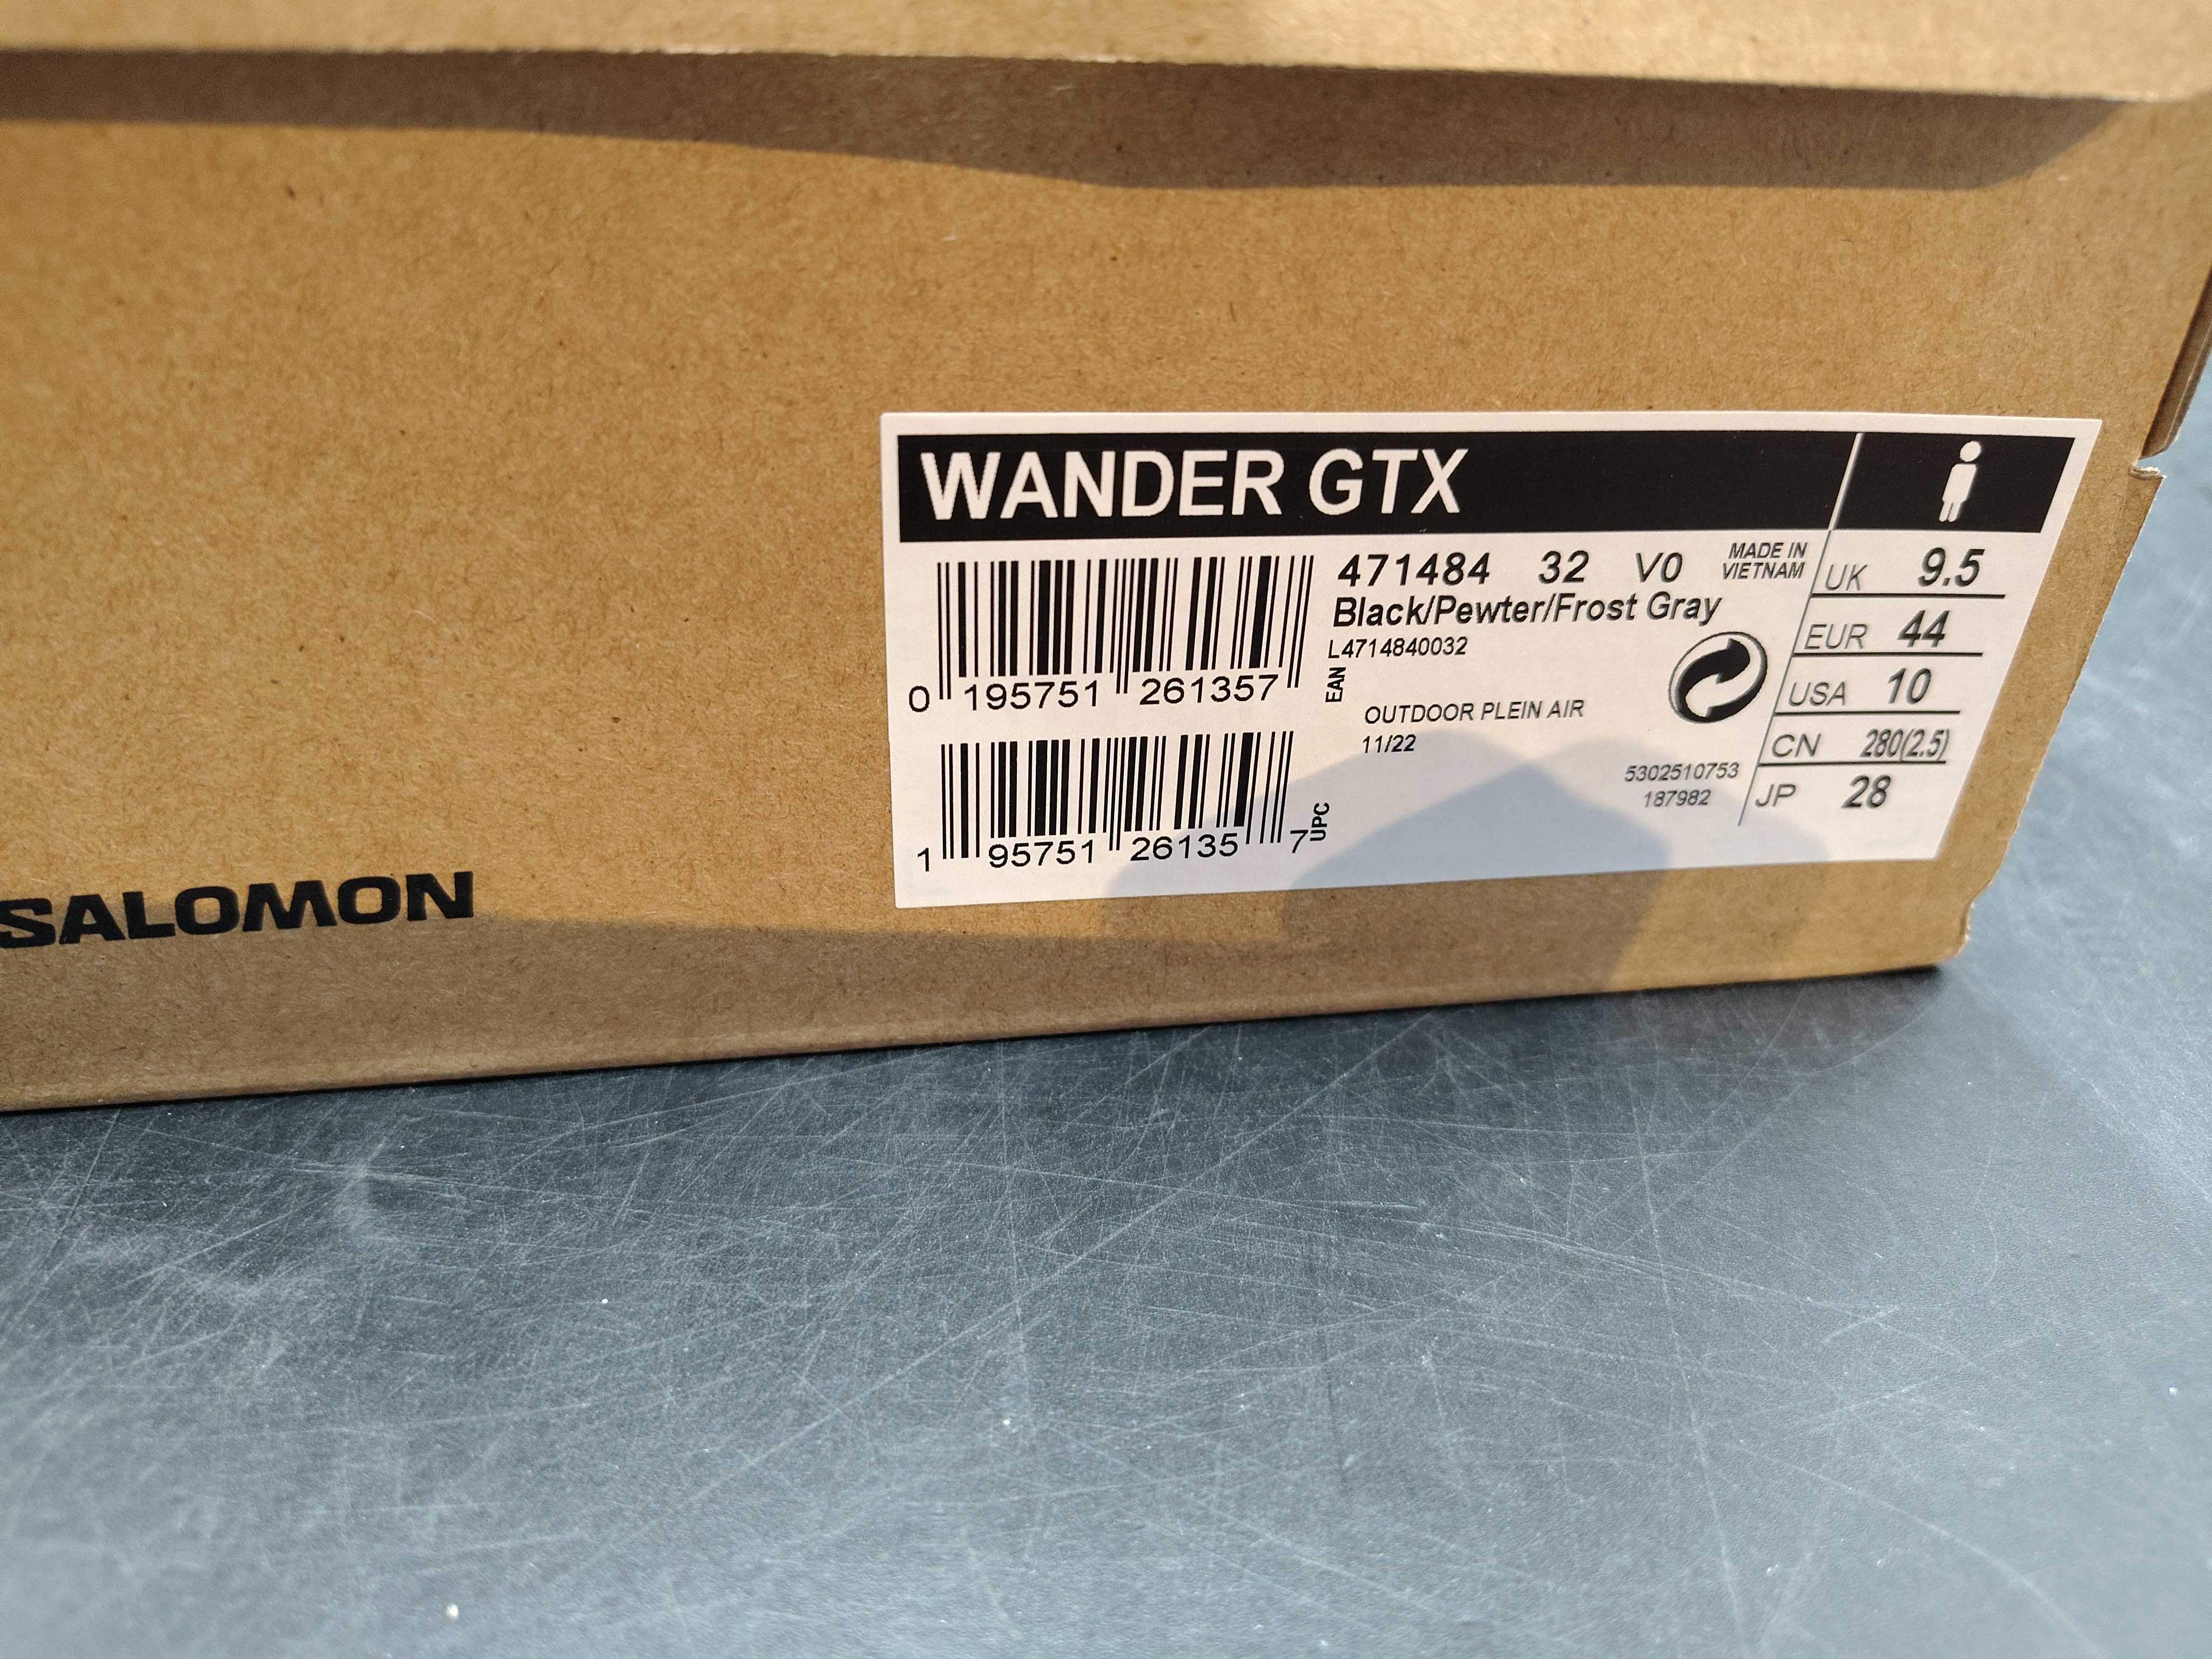 WANDER GTX
471484 32 V0
MADE IN
VIETNAM
Black/Pewter/Frost Gray
L4714840032
EAN
0 195751 261357
OUTDOOR PLEIN AIR
11/22
5302510753
187982
UPC
1 95751 26135 7
UK 9.5
EUR 44
USA 10
CN 280(2.5)
JP 28
SALOMON